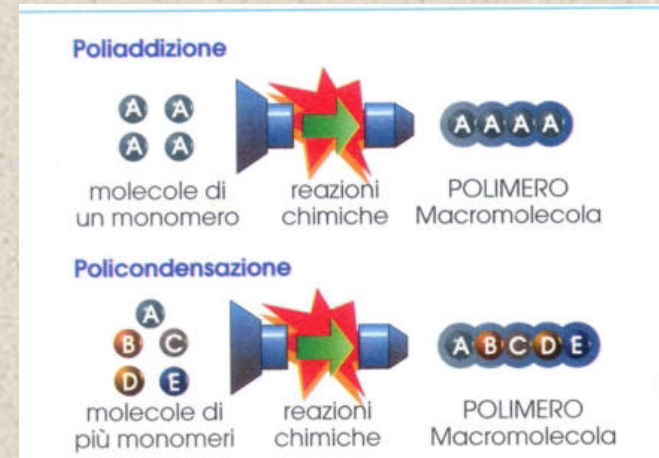 Poliaddizione
A A
A A
A A A A
molecole di
un monomero
reazioni
chimiche
POLIMERO
Macromolecola
Policondensazione
A
B C
D E
A B C D E
molecole di
più monomeri
reazioni
chimiche
POLIMERO
Macromolecola